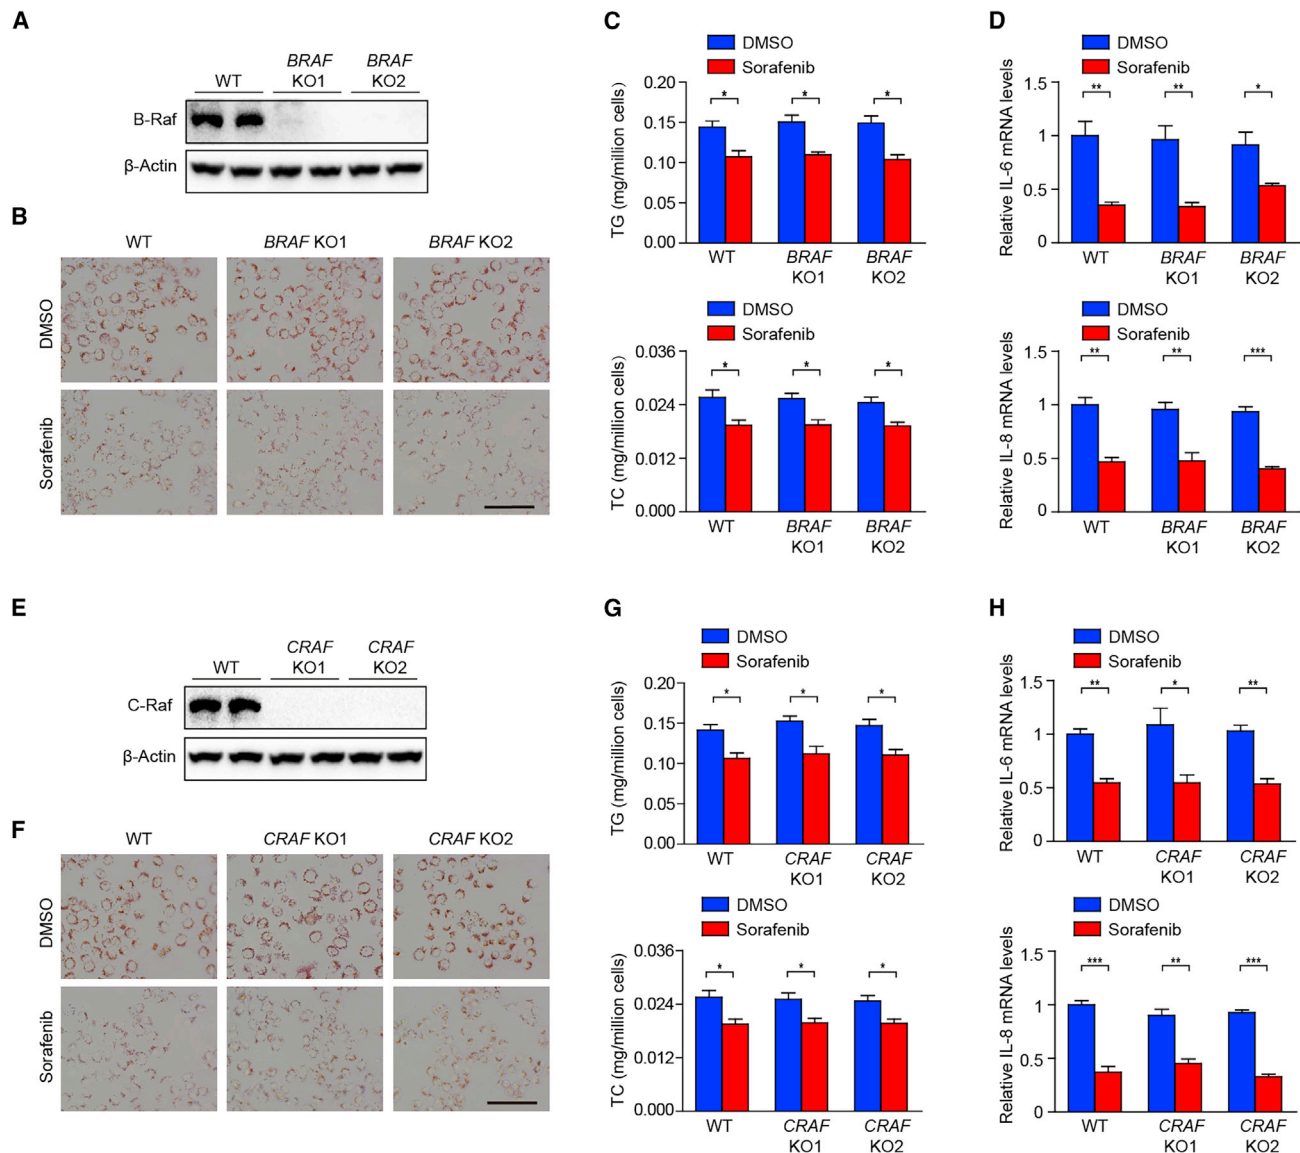 A
WT
BRAF
KO1
BRAF
KO2
B-Raf
β-Actin
B
WT
BRAF KO1
BRAF KO2
DMSO
Sorafenib
C
DMSO
Sorafenib
TG (mg/million cells)
0.20
0.15
0.10
0.05
0.00
*
*
*
WT
BRAF
KO1
BRAF
KO2
DMSO
Sorafenib
TC (mg/million cells)
0.036
0.024
0.012
0.000
*
*
*
WT
BRAF
KO1
BRAF
KO2
D
DMSO
Sorafenib
Relative IL-6 mRNA levels
1.5
1
0.5
0
**
**
*
WT
BRAF
KO1
BRAF
KO2
DMSO
Sorafenib
Relative IL-8 mRNA levels
1.5
1
0.5
0
**
**
***
WT
BRAF
KO1
BRAF
KO2
E
WT
CRAF
KO1
CRAF
KO2
C-Raf
β-Actin
F
WT
CRAF KO1
CRAF KO2
DMSO
Sorafenib
G
DMSO
Sorafenib
TG (mg/million cells)
0.20
0.15
0.10
0.05
0.00
*
*
*
WT
CRAF
KO1
CRAF
KO2
DMSO
Sorafenib
TC (mg/million cells)
0.036
0.024
0.012
0.000
*
*
*
WT
CRAF
KO1
CRAF
KO2
H
DMSO
Sorafenib
Relative IL-6 mRNA levels
1.5
1
0.5
0
**
*
**
WT
CRAF
KO1
CRAF
KO2
DMSO
Sorafenib
Relative IL-8 mRNA levels
1.5
1
0.5
0
***
**
***
WT
CRAF
KO1
CRAF
KO2